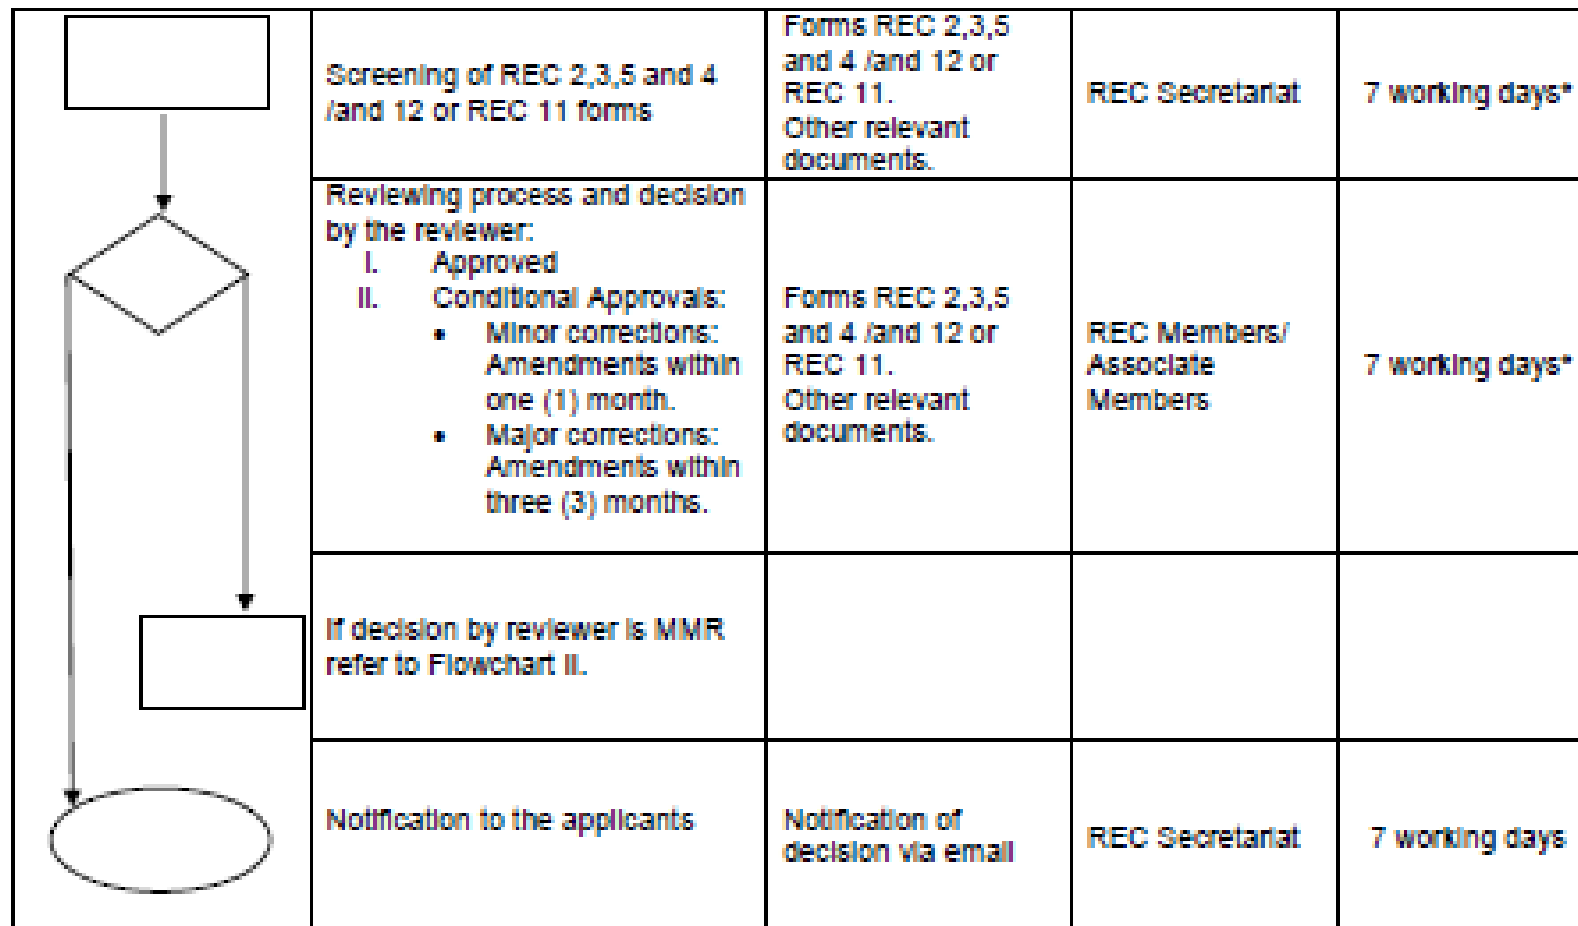 Screening of REC 2,3,5 and 4
/and 12 or REC 11 forms
Forms REC 2,3,5
and 4 /and 12 or
REC 11.
Other relevant
documents.
REC Secretariat
7 working days*
Reviewing process and decision
by the reviewer:
I. Approved
II. Conditional Approvals:
• Minor corrections:
Amendments within
one (1) month.
• Major corrections:
Amendments within
three (3) months.
Forms REC 2,3,5
and 4 /and 12 or
REC 11.
Other relevant
documents.
REC Members/
Associate
Members
7 working days*
If decision by reviewer is MMR
refer to Flowchart II.
Notification to the applicants
Notification of
decision via email
REC Secretariat
7 working days